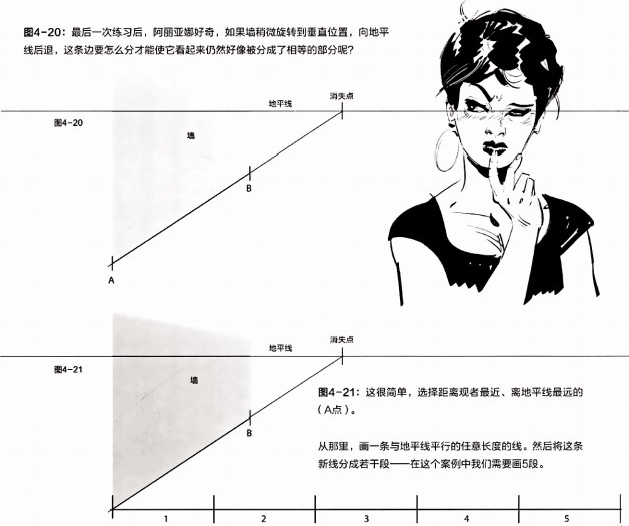 图4-20：最后一次练习后，阿丽亚娜好奇，如果墙稍微旋转到垂直位置，向地平
线后退，这条边要怎么分才能使它看起来仍然好像被分成了相等的部分呢？
消失点
地平线
图4-20
墙
B
A
消失点
地平线
图4-21
墙
图4-21：这很简单，选择距离观者最近、离地平线最远的
（A点）。
B
从那里，画一条与地平线平行的任意长度的线。然后将这条
新线分成若干段——在这个案例中我们需要画5段。
1 2 3 4 5